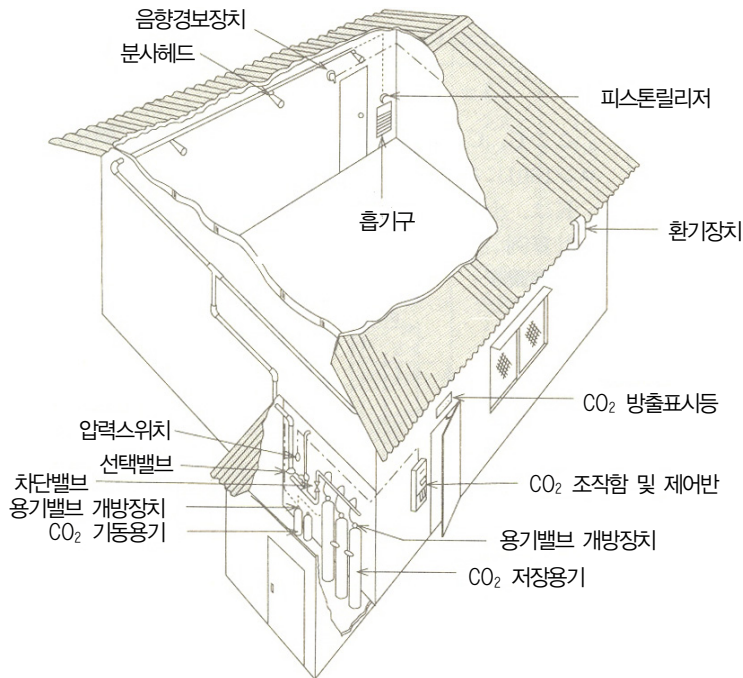 음향경보장치
분사헤드
피스톤릴리저
흡기구
환기장치
CO₂ 방출표시등
압력스위치
선택밸브
차단밸브
CO₂ 조작함 및 제어반
용기밸브 개방장치
CO₂ 기동용기
용기밸브 개방장치
CO₂ 저장용기